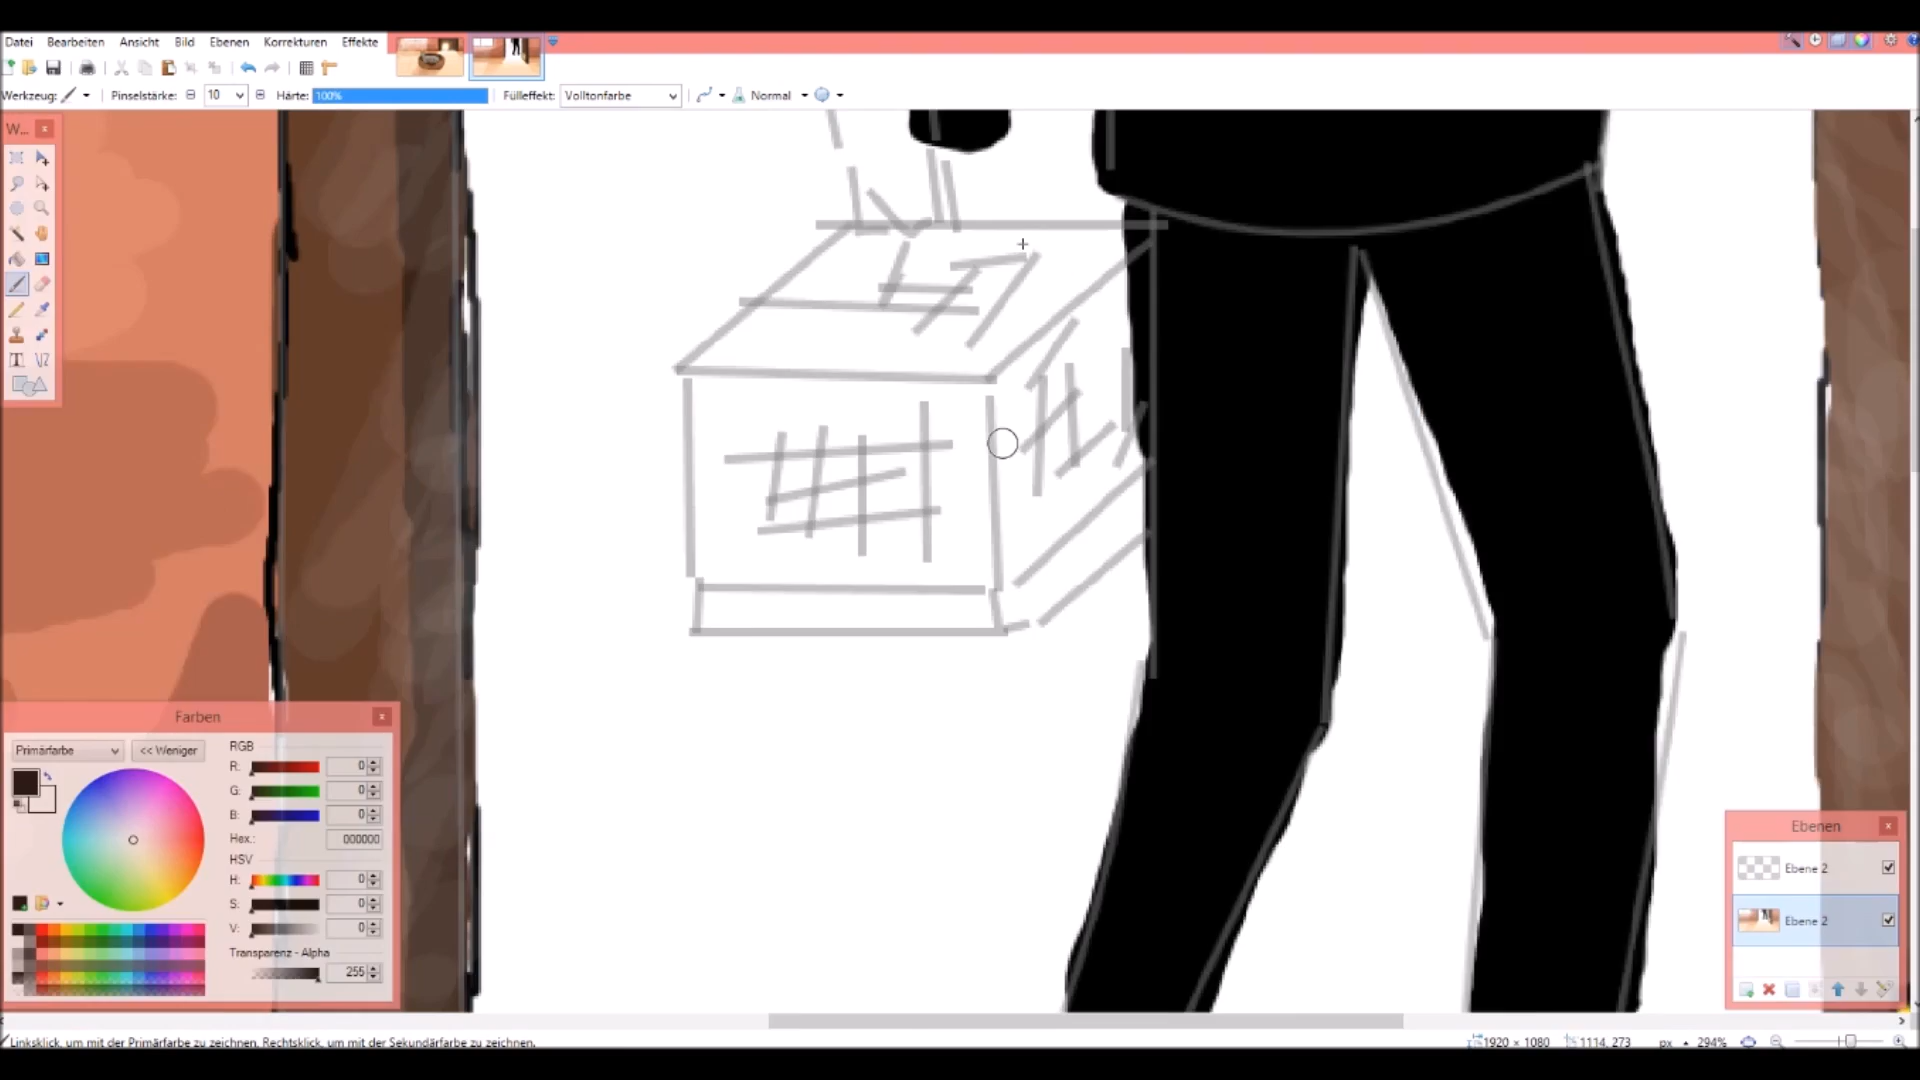 Datei Bearbeiten Ansicht Bild Ebenen Korrekturen Effekte
Werkzeug: Pinselstärke: 10 Härte: 100% Fülleffekt: Volltonfarbe Normal
W...
Farben
Primärfarbe << Weniger
RGB
R: 0
G: 0
B: 0
Hex.: 000000
HSV
H: 0
S: 0
V: 0
Transparenz - Alpha
255
Ebenen
Ebene 2
Ebene 2
Linksklick, um mit der Primärfarbe zu zeichnen, Rechtsklick, um mit der Sekundärfarbe zu zeichnen.
1920 × 1080 1114, 273 px 294%